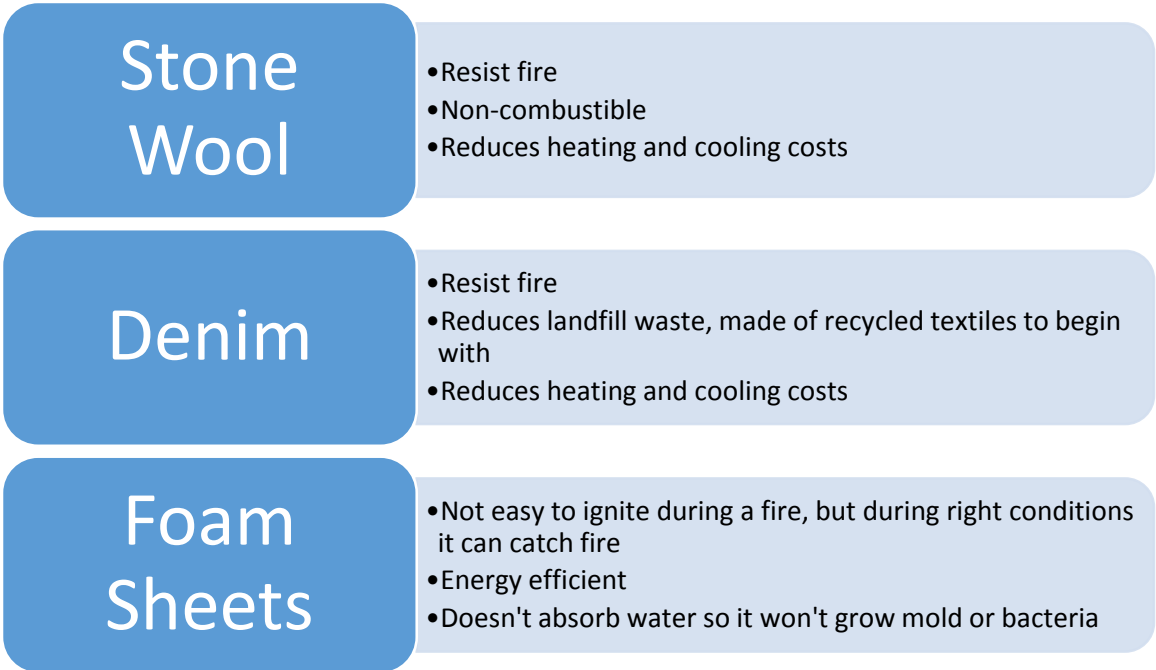 Stone
Wool
•Resist fire
•Non-combustible
•Reduces heating and cooling costs
Denim
•Resist fire
•Reduces landfill waste, made of recycled textiles to begin
with
•Reduces heating and cooling costs
Foam
Sheets
•Not easy to ignite during a fire, but during right conditions
it can catch fire
•Energy efficient
•Doesn't absorb water so it won't grow mold or bacteria